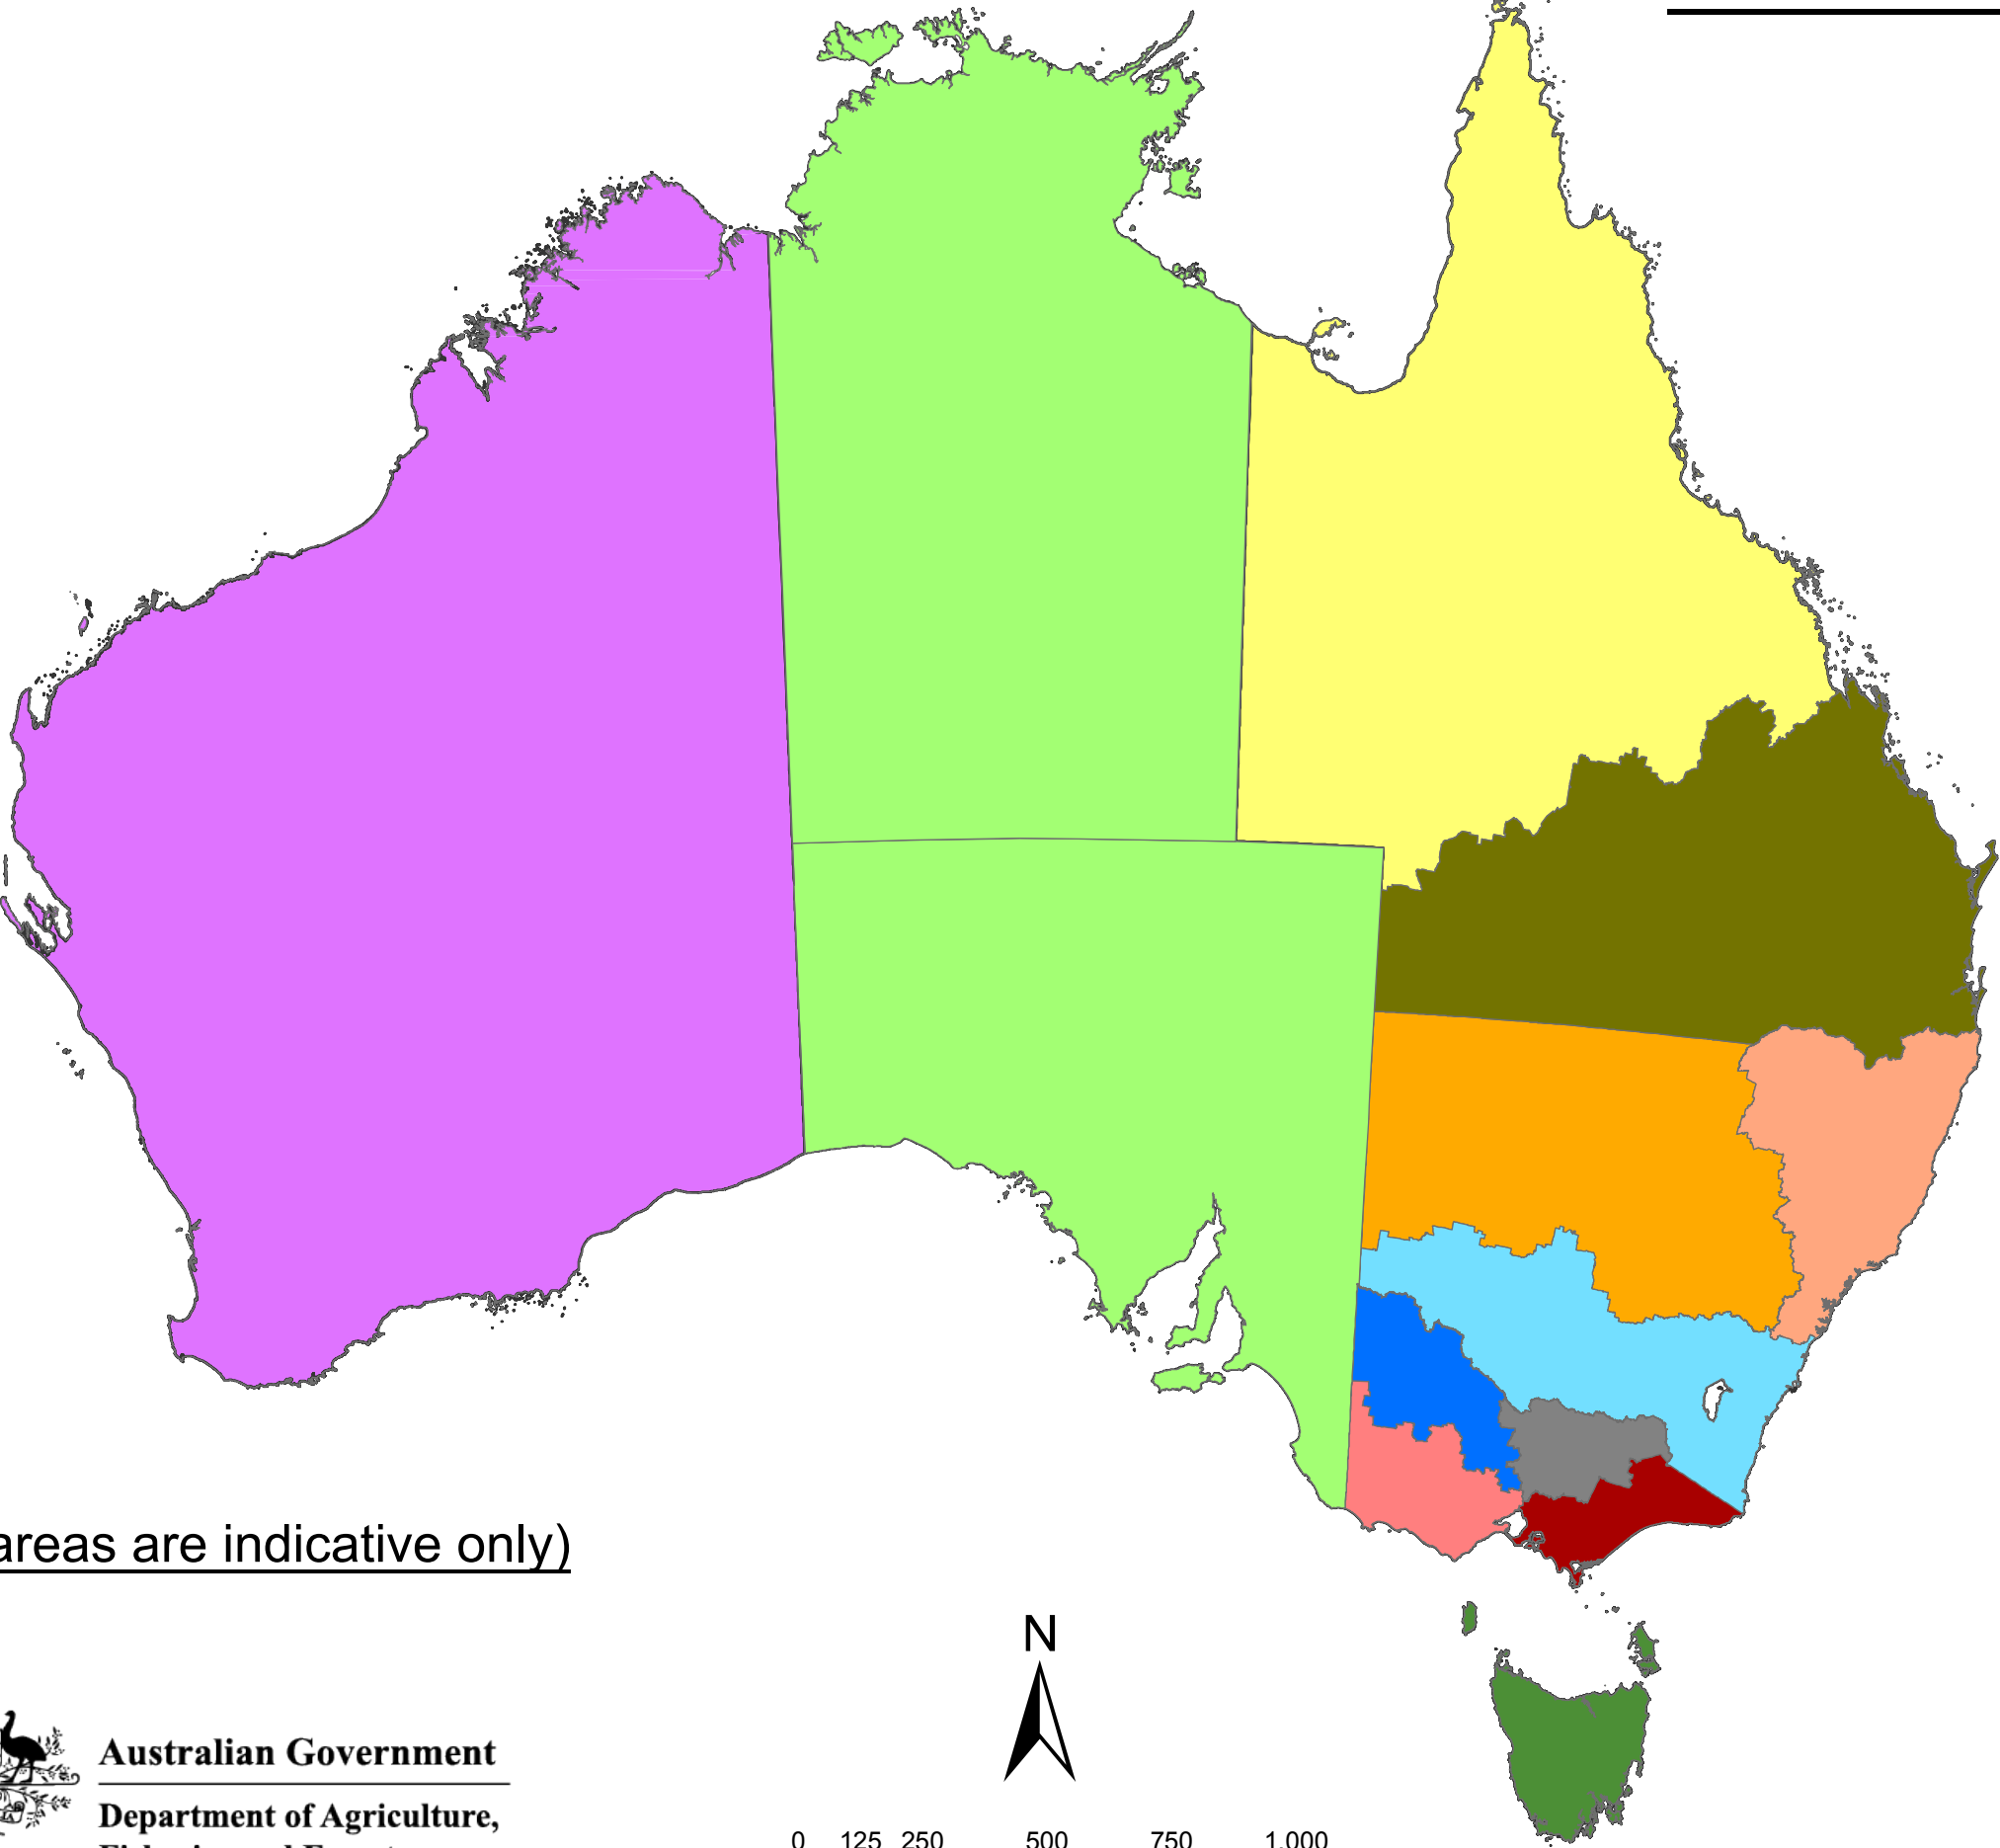 areas are indicative only)
N
Australian Government
Department of Agriculture,
0 125 250 500 750 1,000